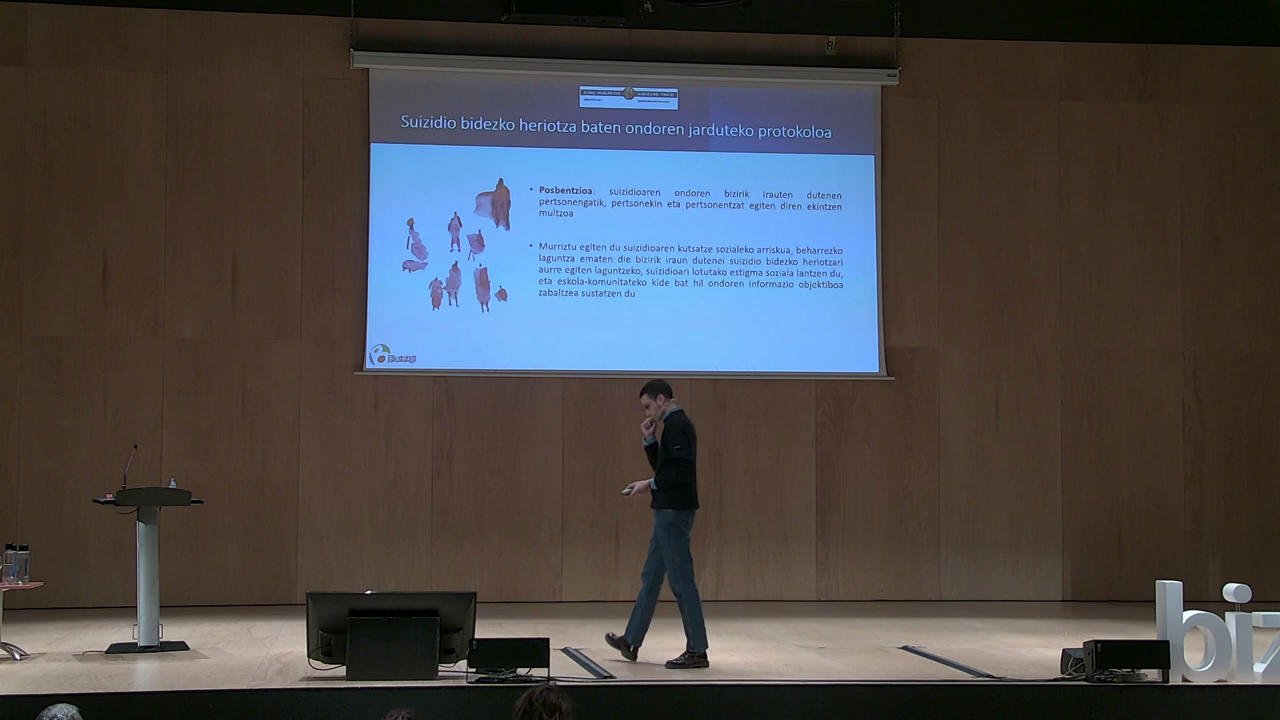 Suizidio bidezko heriotza baten ondoren jarduteko protokoloa
• Posbentzioa: suizidioaren ondoren bizirik irauten dutenen
pertsonengatik, pertsonekin eta pertsonentzat egiten diren ekintzen
multzoa
• Murriztu egiten du suizidioaren kutsatze sozialeko arriskua, beharrezko
laguntza ematen die bizirik iraun dutenei suizidio bidezko heriotzari
aurre egiten laguntzeko, suizidioari lotutako estigma soziala lantzen du,
eta eskola-komunitateko kide bat hil ondoren informazio objektiboa
zabaltzea sustatzen du
biz